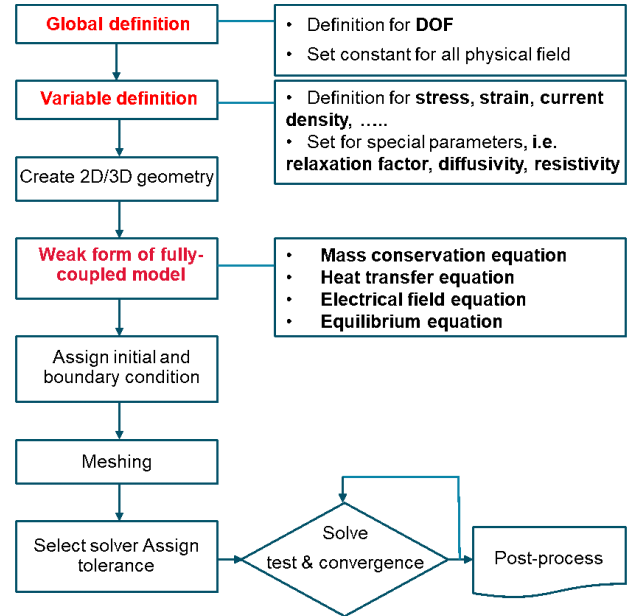 Global definition
• Definition for DOF
• Set constant for all physical field
Variable definition
• Definition for stress, strain, current
density, …..
• Set for special parameters, i.e.
relaxation factor, diffusivity, resistivity
Create 2D/3D geometry
Weak form of fully-
coupled model
• Mass conservation equation
• Heat transfer equation
• Electrical field equation
• Equilibrium equation
Assign initial and
boundary condition
Meshing
Select solver Assign
tolerance
Solve
test & convergence
Post-process